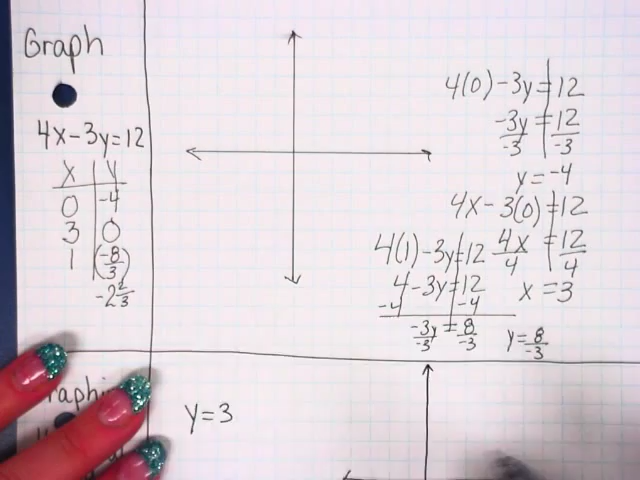 Graph
4x-3y=12
x y
0 -4
3 0
1 (-8/3)
-2 2/3
4(0)-3y=12
-3y/-3 = 12/-3
y=-4
4x-3(0)=12
4x/4 = 12/4
x=3
4(1)-3y=12
4-3y=12
-4 -4
-3y/-3 = 8/-3
y=8/-3
y=3